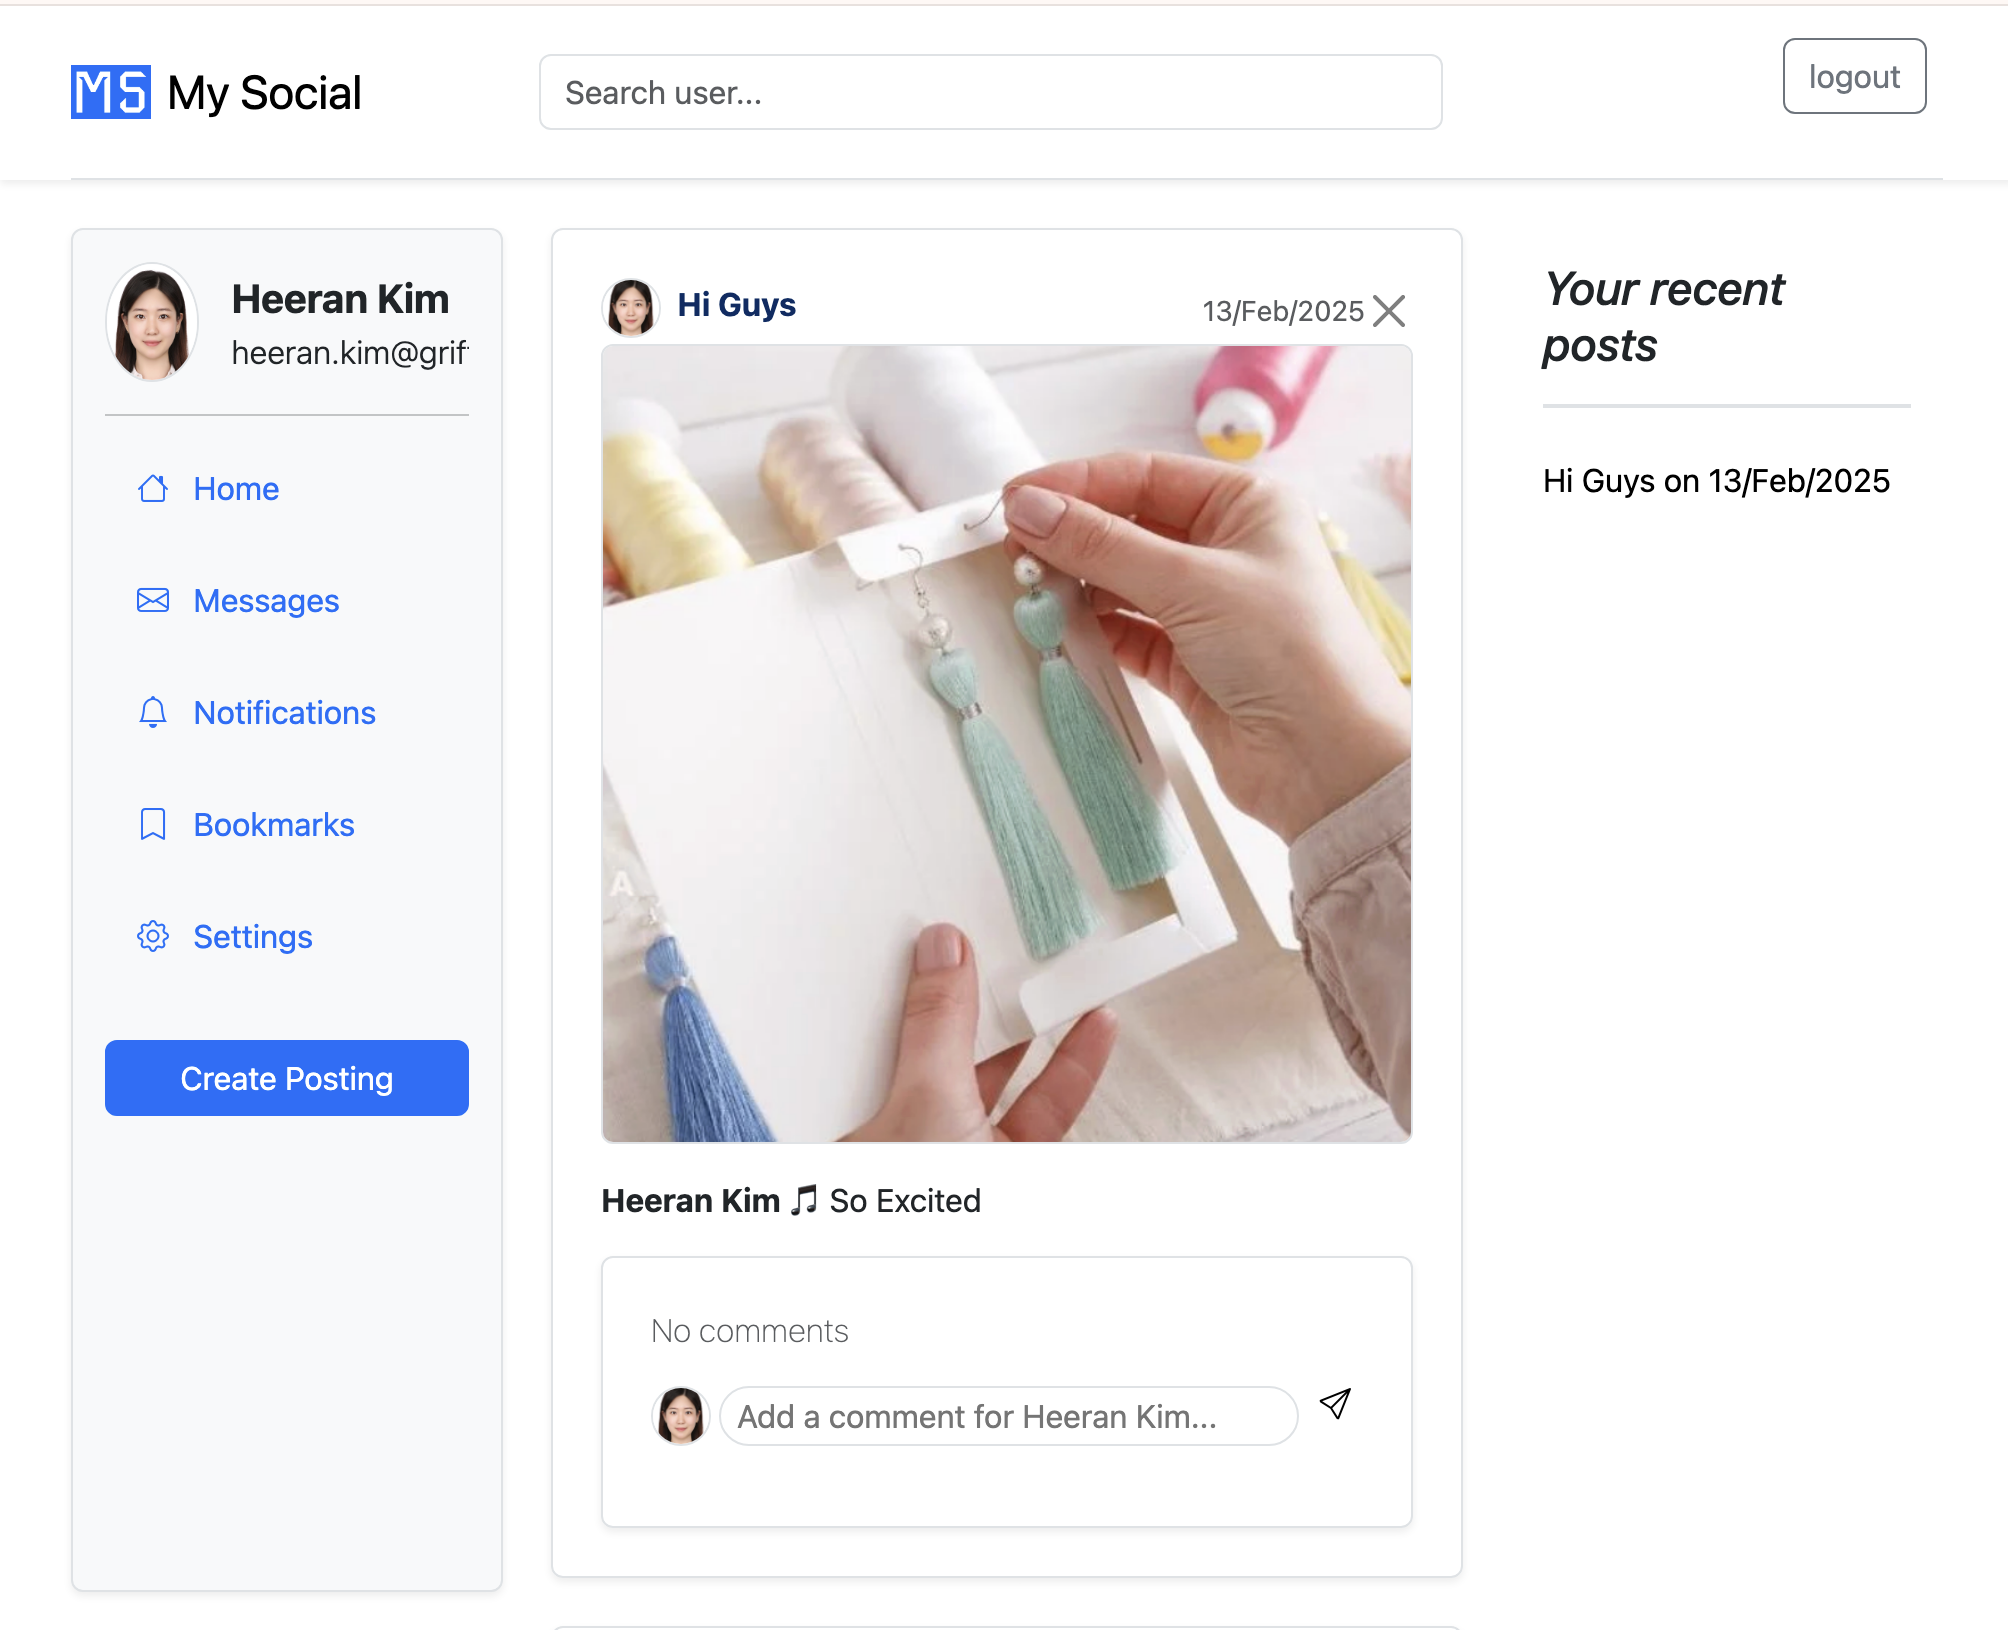 MS My Social
Search user...
logout
Heeran Kim
heeran.kim@grif
Home
Messages
Notifications
Bookmarks
Settings
Create Posting
Hi Guys
13/Feb/2025
A
Heeran Kim 🎵 So Excited
No comments
Add a comment for Heeran Kim...
Your recent
posts
Hi Guys on 13/Feb/2025